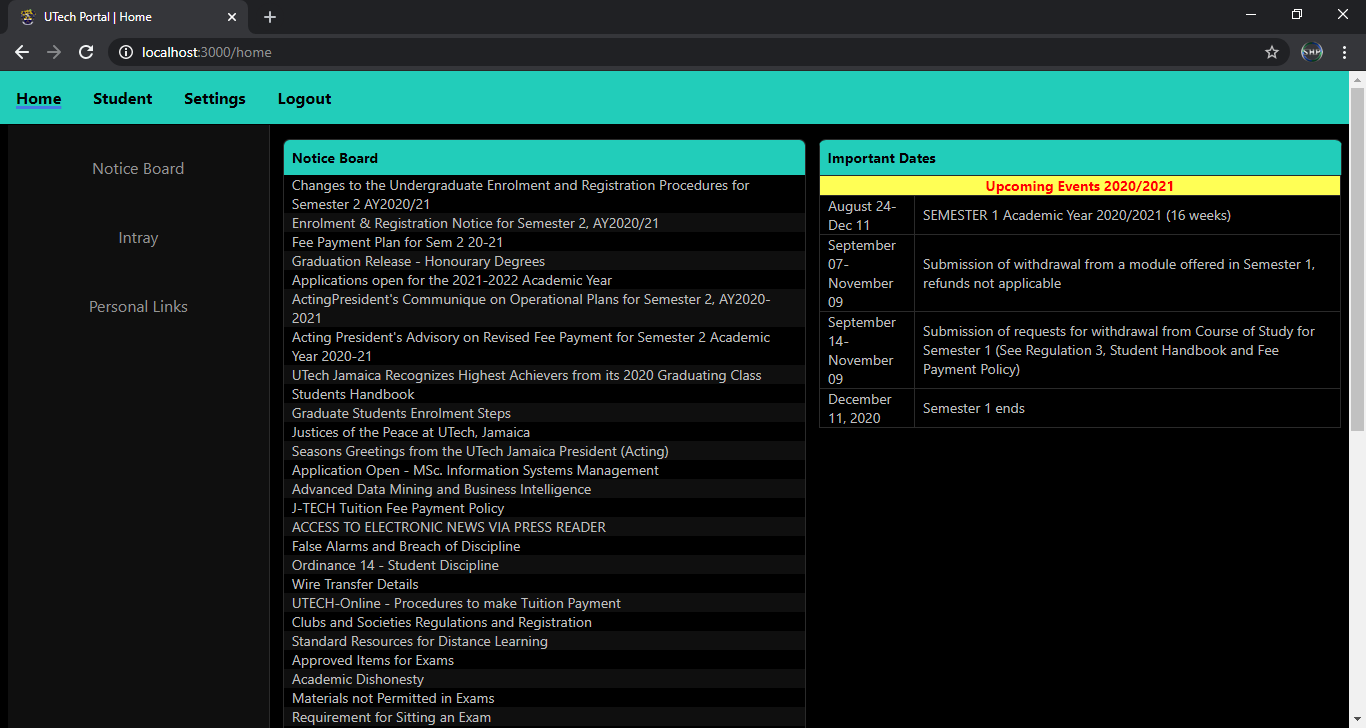 UTech Portal | Home
localhost:3000/home
Home Student Settings Logout
Notice Board
Intray
Personal Links
Notice Board
Changes to the Undergraduate Enrolment and Registration Procedures for
Semester 2 AY2020/21
Enrolment & Registration Notice for Semester 2, AY2020/21
Fee Payment Plan for Sem 2 20-21
Graduation Release - Honourary Degrees
Applications open for the 2021-2022 Academic Year
ActingPresident's Communique on Operational Plans for Semester 2, AY2020-
2021
Acting President's Advisory on Revised Fee Payment for Semester 2 Academic
Year 2020-21
UTech Jamaica Recognizes Highest Achievers from its 2020 Graduating Class
Students Handbook
Graduate Students Enrolment Steps
Justices of the Peace at UTech, Jamaica
Seasons Greetings from the UTech Jamaica President (Acting)
Application Open - MSc. Information Systems Management
Advanced Data Mining and Business Intelligence
J-TECH Tuition Fee Payment Policy
ACCESS TO ELECTRONIC NEWS VIA PRESS READER
False Alarms and Breach of Discipline
Ordinance 14 - Student Discipline
Wire Transfer Details
UTECH-Online - Procedures to make Tuition Payment
Clubs and Societies Regulations and Registration
Standard Resources for Distance Learning
Approved Items for Exams
Academic Dishonesty
Materials not Permitted in Exams
Requirement for Sitting an Exam
Important Dates
Upcoming Events 2020/2021
August 24-
Dec 11
SEMESTER 1 Academic Year 2020/2021 (16 weeks)
September
07-
November
09
Submission of withdrawal from a module offered in Semester 1,
refunds not applicable
September
14-
November
09
Submission of requests for withdrawal from Course of Study for
Semester 1 (See Regulation 3, Student Handbook and Fee
Payment Policy)
December
11, 2020
Semester 1 ends